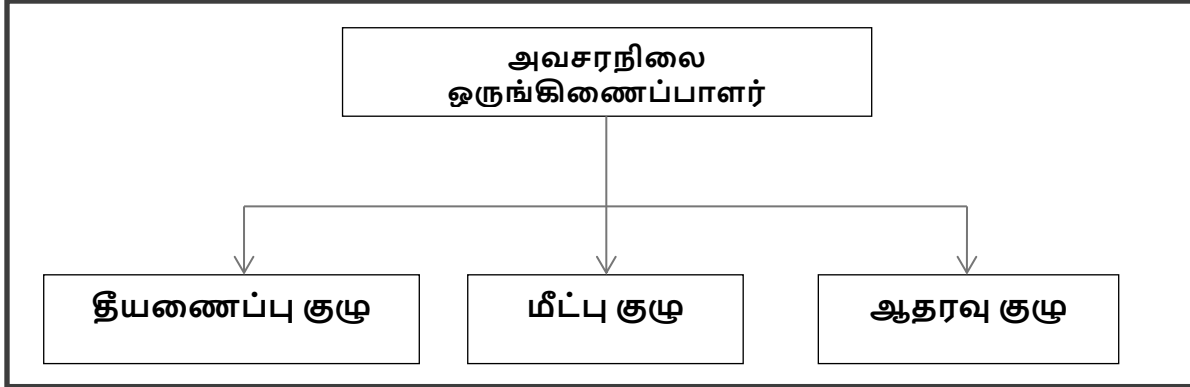 அவசரநிலை
ஒருங்கிணைப்பாளர்
தீயணைப்பு குழு
மீட்பு குழு
ஆதரவு குழு